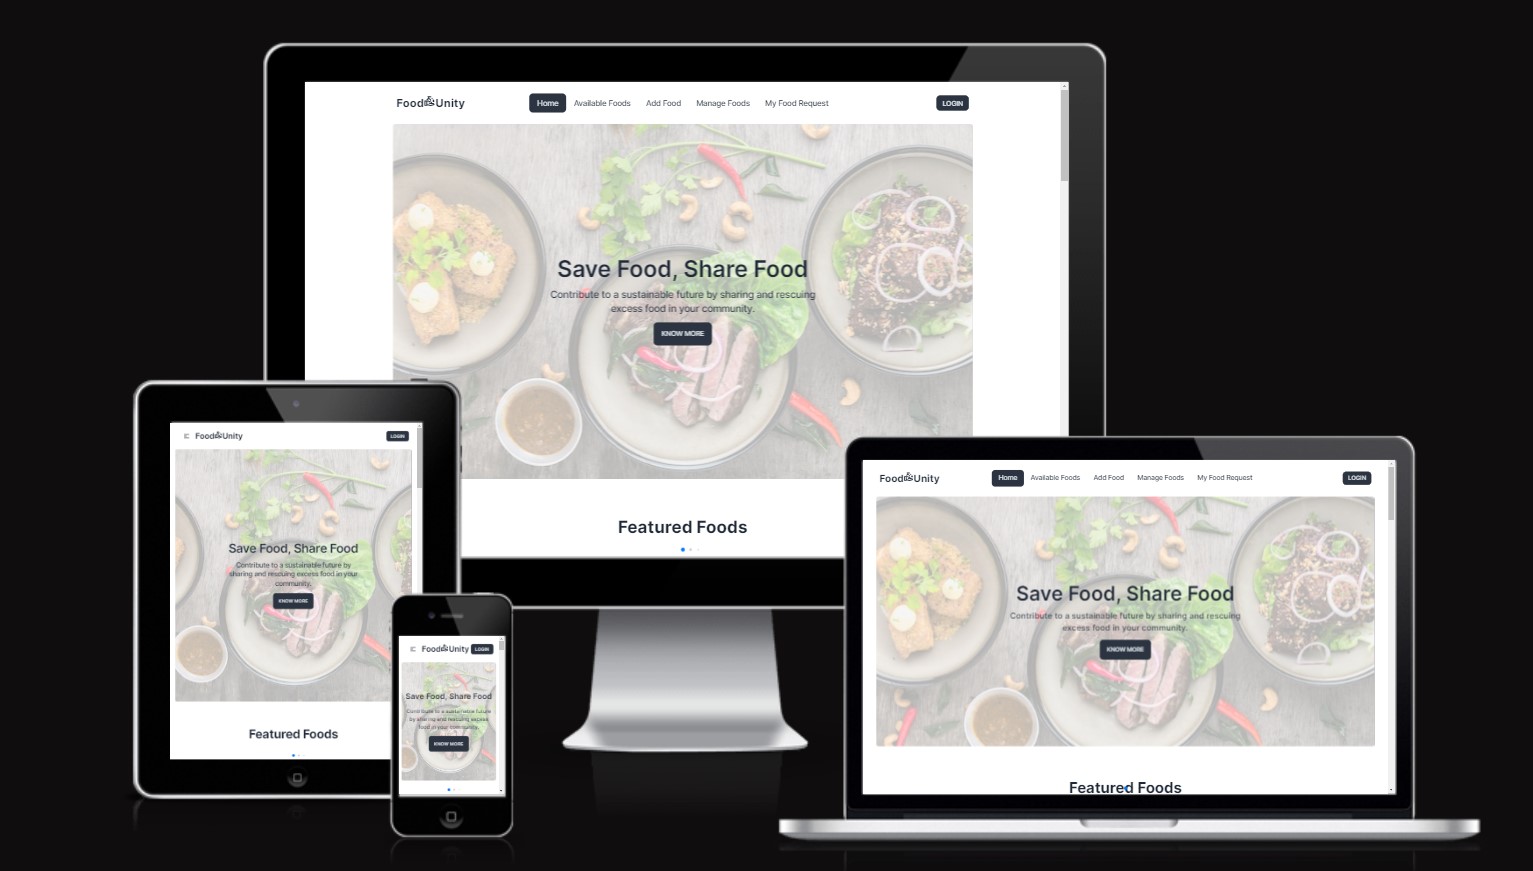 Food Unity
Home Available Foods Add Food Manage Foods My Food Request
LOGIN
Save Food, Share Food
Contribute to a sustainable future by sharing and rescuing
excess food in your community.
KNOW MORE
Featured Foods
Food Unity
LOGIN
Save Food, Share Food
Contribute to a sustainable future by
sharing and rescuing excess food in your
community.
KNOW MORE
Featured Foods
Food Unity
LOGIN
Save Food, Share Food
Contribute to a sustainable future
by sharing and rescuing excess
food in your community.
KNOW MORE
Food Unity
Home Available Foods Add Food Manage Foods My Food Request
LOGIN
Save Food, Share Food
Contribute to a sustainable future by sharing and rescuing
excess food in your community.
KNOW MORE
Featured Foods